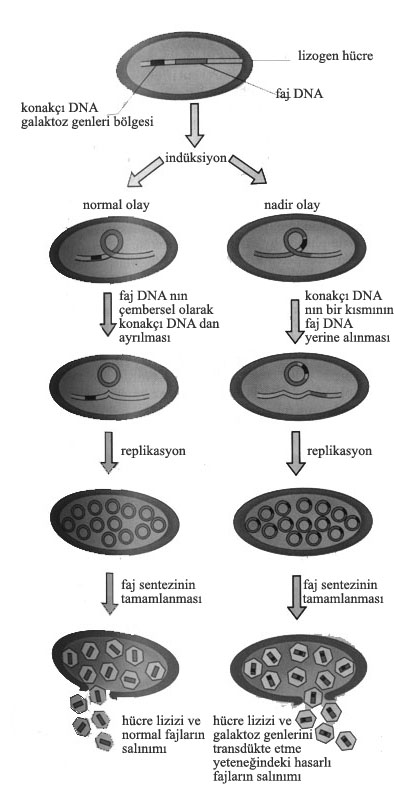 lizogen hücre
konakçı DNA
galaktoz genleri bölgesi
faj DNA
indüksiyon
normal olay
nadir olay
faj DNA nın
çembersel olarak
konakçı DNA dan
ayrılması
konakçı DNA
nın bir kısmının
faj DNA
yerine alınması
replikasyon
replikasyon
faj sentezinin
tamamlanması
faj sentezinin
tamamlanması
hücre lizizi ve
normal fajların
salınımı
hücre lizizi ve
galaktoz genlerini
transdükte etme
yeteneğindeki hasarlı
fajların salınımı